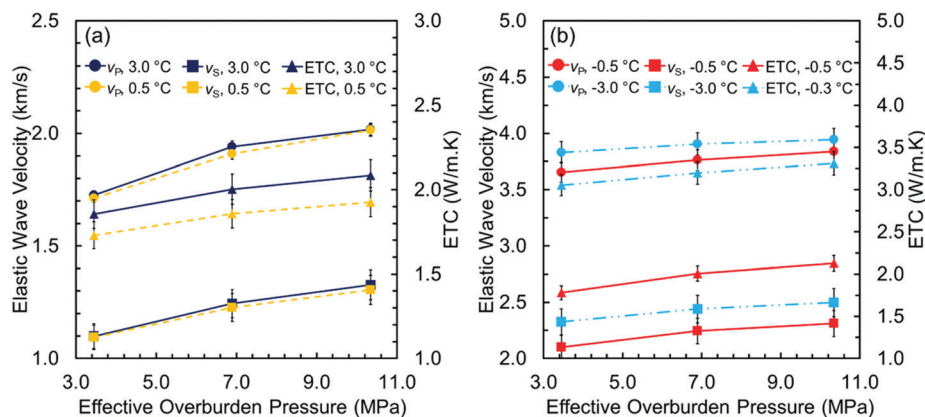 (a)
vP, 3.0 °C vS, 3.0 °C ETC, 3.0 °C
vP, 0.5 °C vS, 0.5 °C ETC, 0.5 °C
Elastic Wave Velocity (km/s)
2.5
2.0
1.5
1.0
ETC (W/m.K)
3.0
2.5
2.0
1.5
1.0
3.0 5.0 7.0 9.0 11.0
Effective Overburden Pressure (MPa)
(b)
vP, -0.5 °C vS, -0.5 °C ETC, -0.5 °C
vP, -3.0 °C vS, -3.0 °C ETC, -0.3 °C
Elastic Wave Velocity (km/s)
5.0
4.5
4.0
3.5
3.0
2.5
2.0
ETC (W/m.K)
5.0
4.5
4.0
3.5
3.0
2.5
2.0
1.5
1.0
3.0 5.0 7.0 9.0 11.0
Effective Overburden Pressure (MPa)